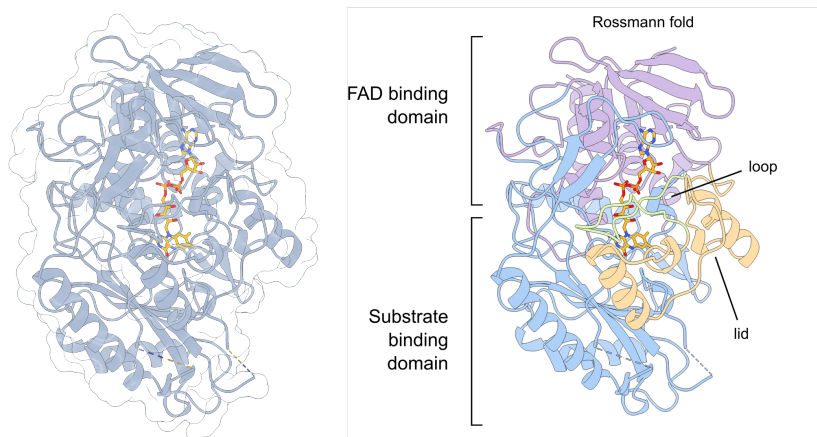 Rossmann fold
FAD binding
domain
loop
Substrate
binding
domain
lid